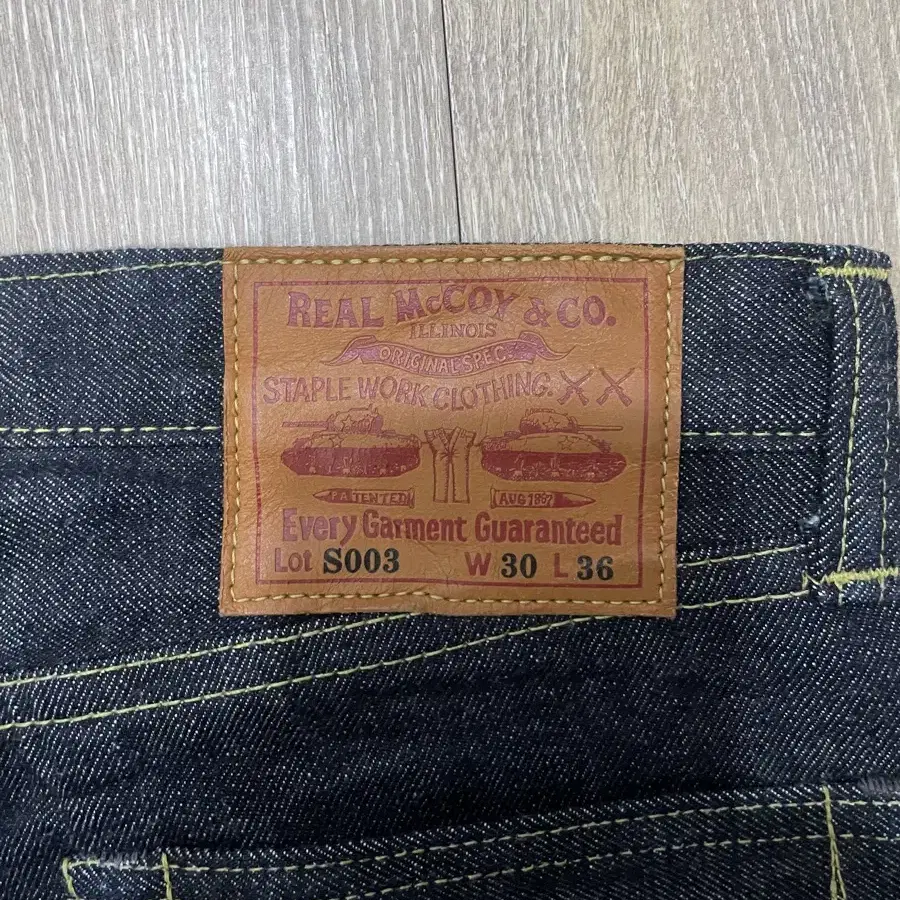 REAL McCOY & CO.
ILLINOIS
ORIGINAL SPEC.
STAPLE WORK CLOTHING. XX
PATENTED AUG 1897
Every Garment Guaranteed
Lot S003 W 30 L 36